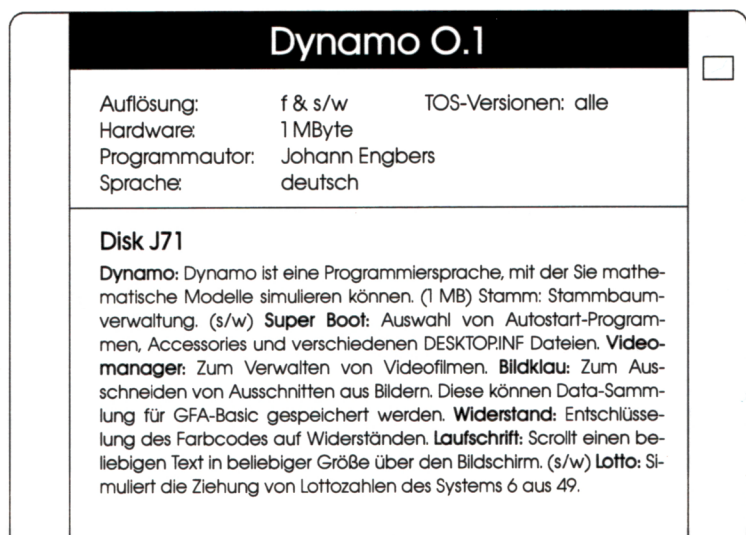 Dynamo 0.1
Auflösung: f & s/w TOS-Versionen: alle
Hardware: 1 MByte
Programmautor: Johann Engbers
Sprache: deutsch
Disk J71
Dynamo: Dynamo ist eine Programmiersprache, mit der Sie mathe-
matische Modelle simulieren können. (1 MB) Stamm: Stammbaum-
verwaltung. (s/w) Super Boot: Auswahl von Autostart-Program-
men, Accessories und verschiedenen DESKTOP.INF Dateien. Video-
manager: Zum Verwalten von Videofilmen. Bildklau: Zum Aus-
schneiden von Ausschnitten aus Bildern. Diese können Data-Samm-
lung für GFA-Basic gespeichert werden. Widerstand: Entschlüsse-
lung des Farbcodes auf Widerständen. Laufschrift: Scrollt einen be-
liebigen Text in beliebiger Größe über den Bildschirm. (s/w) Lotto: Si-
muliert die Ziehung von Lottozahlen des Systems 6 aus 49.